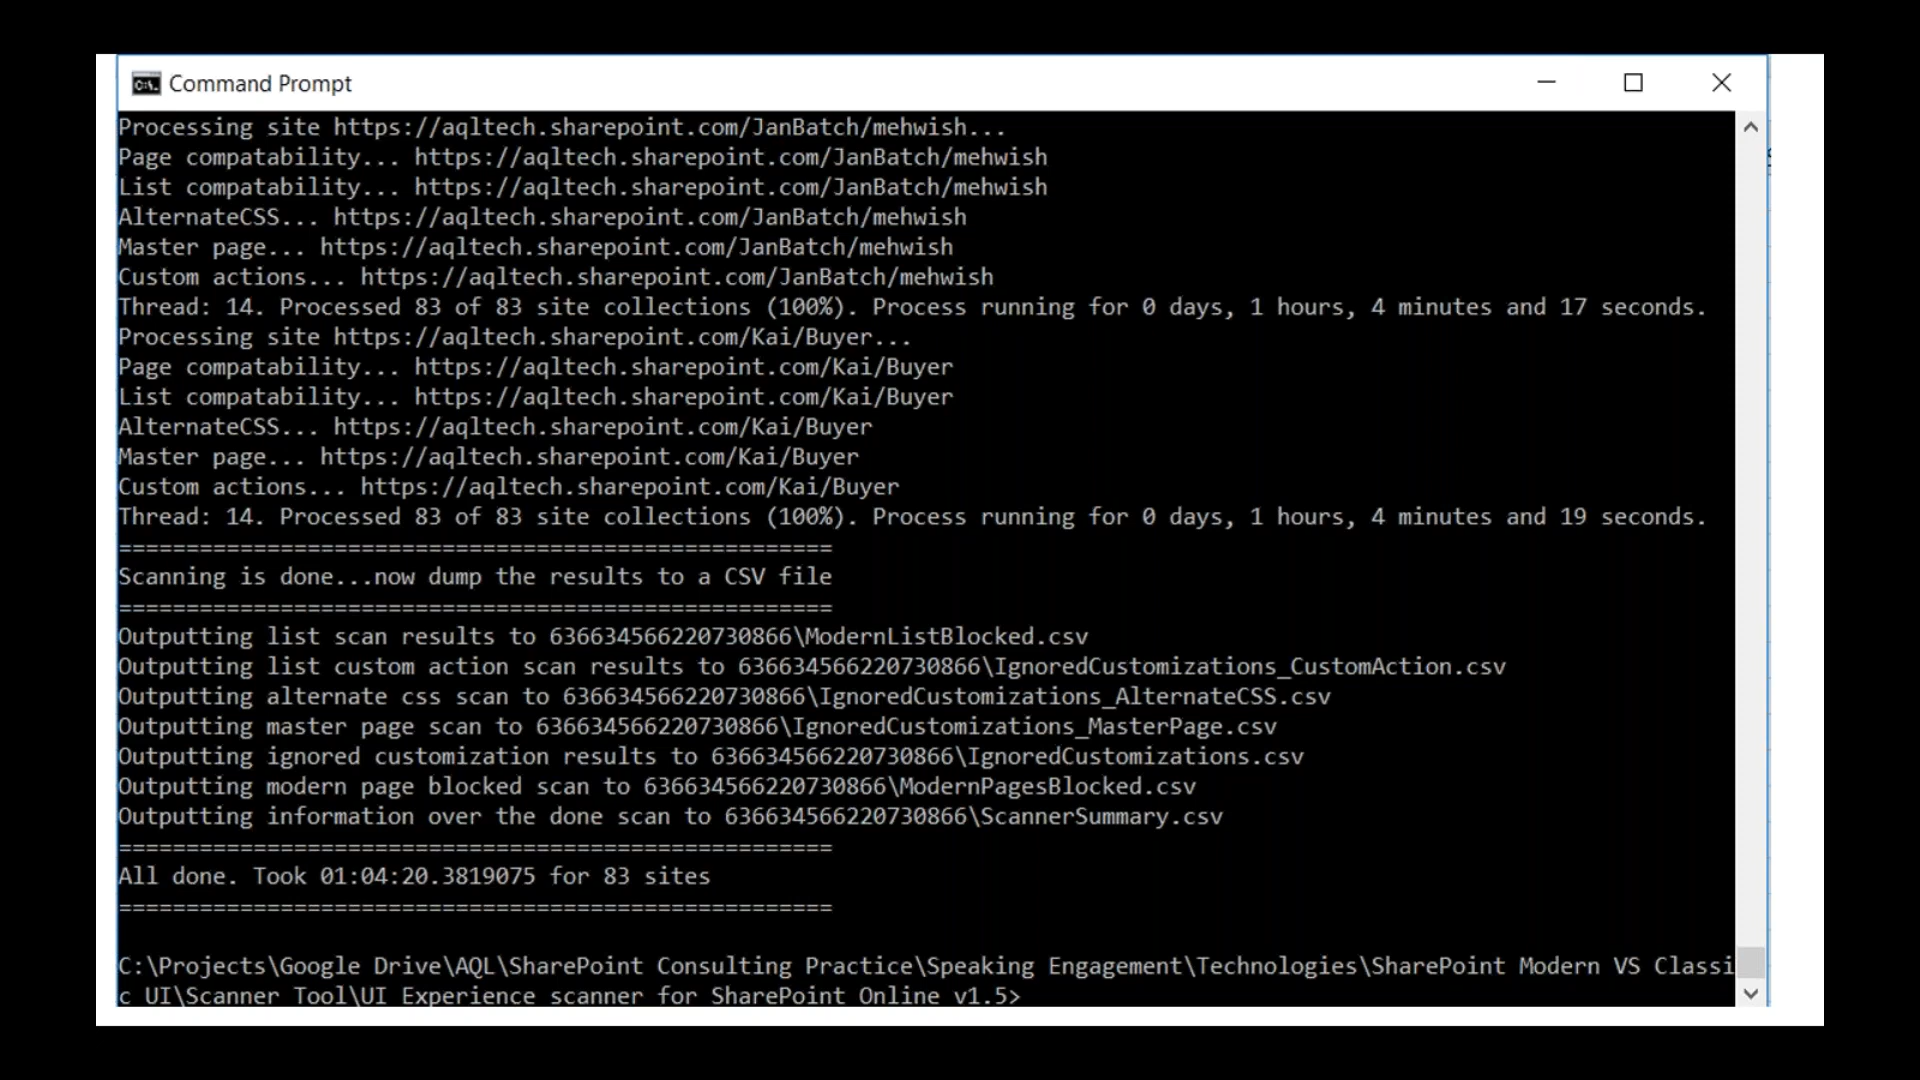 Command Prompt
Processing site https://aqltech.sharepoint.com/JanBatch/mehwish...
Page compatability... https://aqltech.sharepoint.com/JanBatch/mehwish
List compatability... https://aqltech.sharepoint.com/JanBatch/mehwish
AlternateCSS... https://aqltech.sharepoint.com/JanBatch/mehwish
Master page... https://aqltech.sharepoint.com/JanBatch/mehwish
Custom actions... https://aqltech.sharepoint.com/JanBatch/mehwish
Thread: 14. Processed 83 of 83 site collections (100%). Process running for 0 days, 1 hours, 4 minutes and 17 seconds.
Processing site https://aqltech.sharepoint.com/Kai/Buyer...
Page compatability... https://aqltech.sharepoint.com/Kai/Buyer
List compatability... https://aqltech.sharepoint.com/Kai/Buyer
AlternateCSS... https://aqltech.sharepoint.com/Kai/Buyer
Master page... https://aqltech.sharepoint.com/Kai/Buyer
Custom actions... https://aqltech.sharepoint.com/Kai/Buyer
Thread: 14. Processed 83 of 83 site collections (100%). Process running for 0 days, 1 hours, 4 minutes and 19 seconds.
=====================================================
Scanning is done...now dump the results to a CSV file
=====================================================
Outputting list scan results to 636634566220730866\ModernListBlocked.csv
Outputting list custom action scan results to 636634566220730866\IgnoredCustomizations_CustomAction.csv
Outputting alternate css scan to 636634566220730866\IgnoredCustomizations_AlternateCSS.csv
Outputting master page scan to 636634566220730866\IgnoredCustomizations_MasterPage.csv
Outputting ignored customization results to 636634566220730866\IgnoredCustomizations.csv
Outputting modern page blocked scan to 636634566220730866\ModernPagesBlocked.csv
Outputting information over the done scan to 636634566220730866\ScannerSummary.csv
=====================================================
All done. Took 01:04:20.3819075 for 83 sites
=====================================================
C:\Projects\Google Drive\AQL\SharePoint Consulting Practice\Speaking Engagement\Technologies\SharePoint Modern VS Classi
c UI\Scanner Tool\UI Experience scanner for SharePoint Online v1.5>